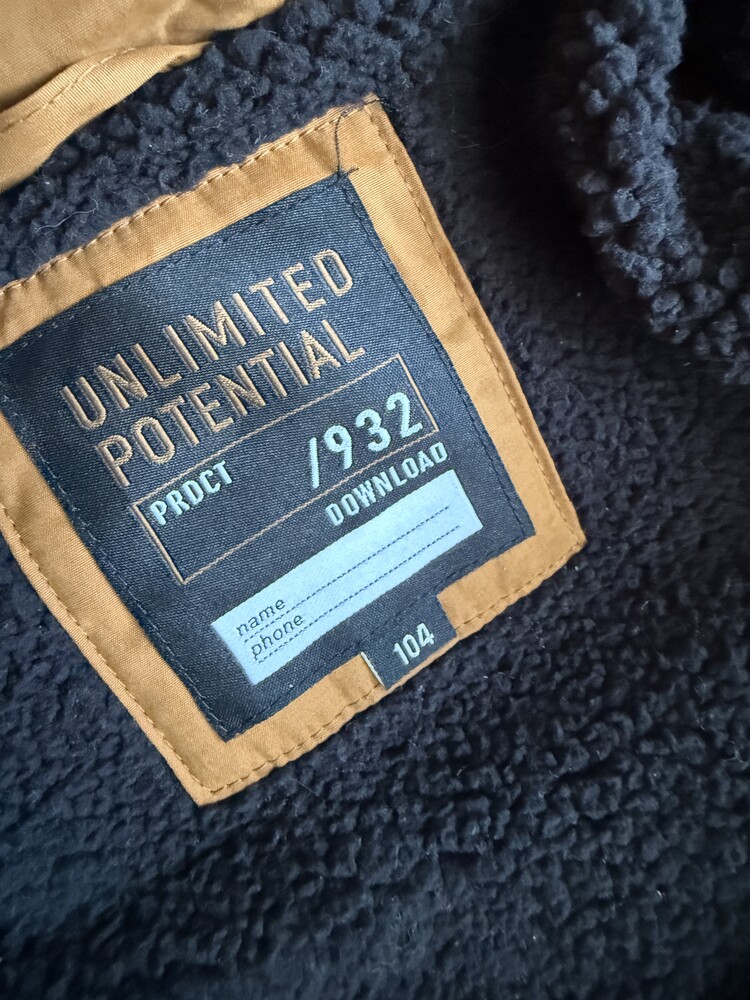 UNLIMITED
POTENTIAL
/932
PRDCT
DOWNLOAD
name
phone
104